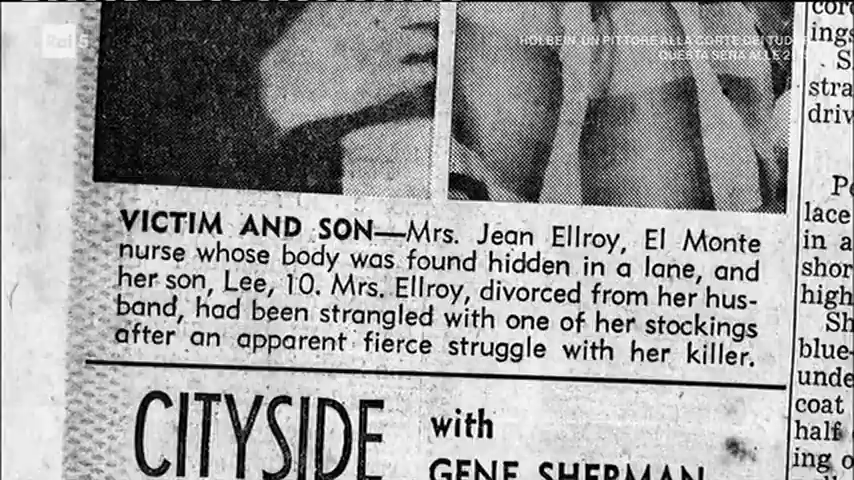 Rai 5
HOLBEIN, UN PITTORE ALLA CORTE DEI
QUESTA SERA ALLE
VICTIM AND SON—Mrs. Jean Ellroy, El Monte
nurse whose body was found hidden in a lane, and
her son, Lee, 10. Mrs. Ellroy, divorced from her hus-
band, had been strangled with one of her stockings
after an apparent fierce struggle with her killer.
CITYSIDE
with
GENE SHERMAN
ings
S
stra
driv
lace
in a
shor
high
Sh
blue-
unde
coat
half
ing o